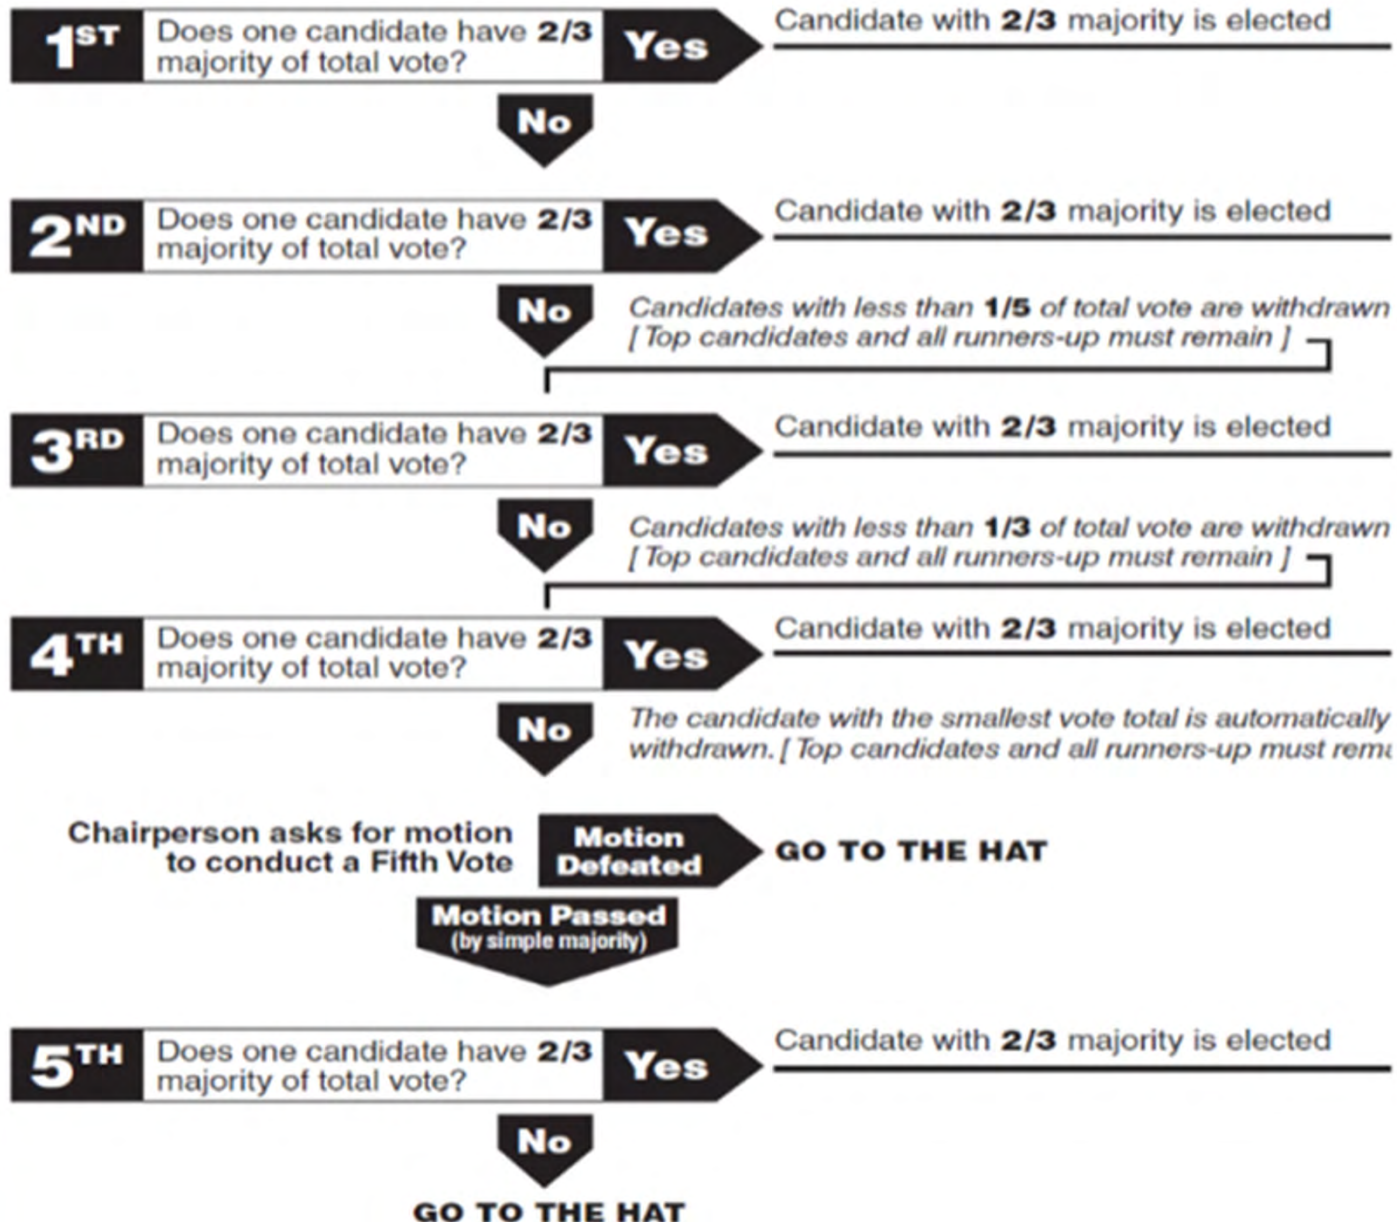 1ST Does one candidate have 2/3 majority of total vote? Yes Candidate with 2/3 majority is elected
No
2ND Does one candidate have 2/3 majority of total vote? Yes Candidate with 2/3 majority is elected
No
Candidates with less than 1/5 of total vote are withdrawn
[ Top candidates and all runners-up must remain ]
3RD Does one candidate have 2/3 majority of total vote? Yes Candidate with 2/3 majority is elected
No
Candidates with less than 1/3 of total vote are withdrawn
[ Top candidates and all runners-up must remain ]
4TH Does one candidate have 2/3 majority of total vote? Yes Candidate with 2/3 majority is elected
No
The candidate with the smallest vote total is automatically
withdrawn. [ Top candidates and all runners-up must
Chairperson asks for motion
to conduct a Fifth Vote
Motion
Defeated
GO TO THE HAT
Motion Passed
(by simple majority)
5TH Does one candidate have 2/3 majority of total vote? Yes Candidate with 2/3 majority is elected
No
GO TO THE HAT